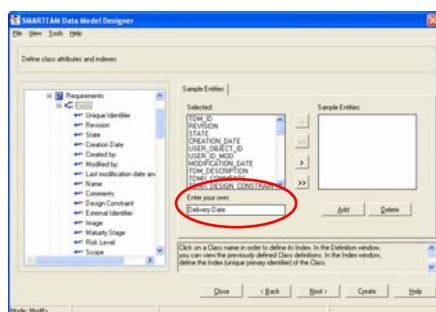 SMARTEAM Data Model Designer
File View Tools Help
Define class attributes and indexes
Requirements
Unique Identifier
Revision
State
Creation Date
Created by
Modified by
Last modification date an
Name
Comments
Design Constraint
External Identifier
Image
Maturity Stage
Risk Level
Scope
Sample Entities
Selected:
TDM_ID
REVISION
STATE
CREATION_DATE
USER_OBJECT_ID
USER_ID_MOD
MODIFICATION_DATE
TDM_DESCRIPTION
Enter your own:
Delivery Date
>
>>
Sample Entities:
Add Delete
Click on a Class name in order to define its Index. In the Definition window,
you can view the previously defined Class definitions. In the Index window,
define the Index (unique primary identifier) of the Class.
Close < Back Next > Create Help
Mode: Modify